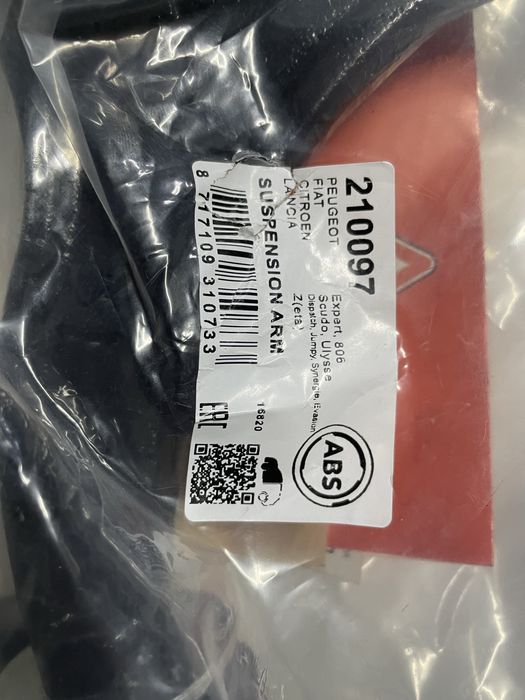 210097
PEUGEOT Expert, 806
FIAT Scudo, Ulysse
CITROEN Dispatch, Jumpy, Synergie, Evasion
LANCIA Z(eta)
SUSPENSION ARM
16820
8 717109 310733
EAC
ABS